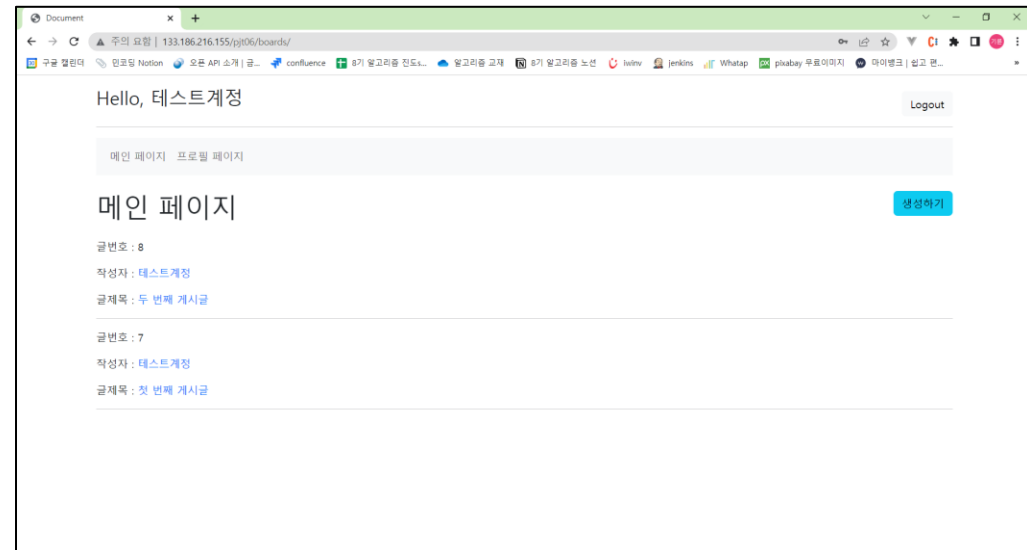 Document
주의 요함 | 133.186.216.155/pjt06/boards/
구글 캘린더 민코딩 Notion 오픈 API 소개 | 공... confluence 8기 알고리즘 진도s... 알고리즘 교재 8기 알고리즘 노션 iwinv jenkins Whatap pixabay 무료이미지 마이뱅크 | 쉽고 편...
Hello, 테스트계정
Logout
메인 페이지 프로필 페이지
메인 페이지
생성하기
글번호 : 8
작성자 : 테스트계정
글제목 : 두 번째 게시글
글번호 : 7
작성자 : 테스트계정
글제목 : 첫 번째 게시글